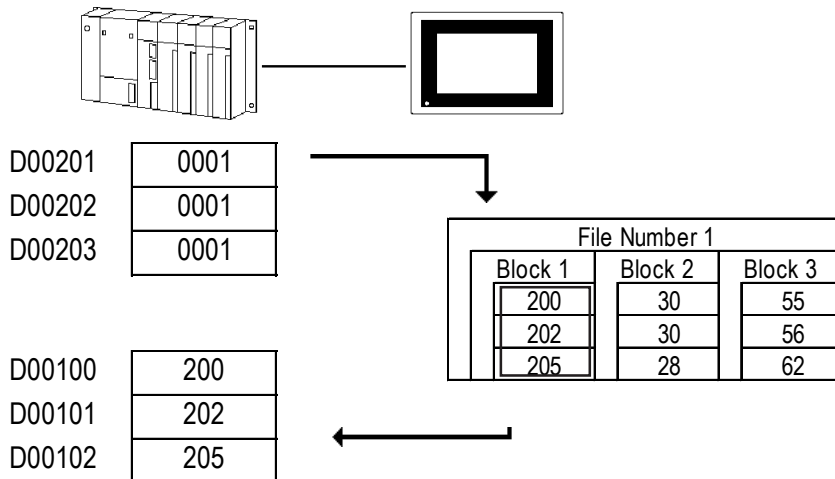 D00201 0001
D00202 0001
D00203 0001
File Number 1
Block 1 Block 2 Block 3
200 30 55
202 30 56
205 28 62
D00100 200
D00101 202
D00102 205